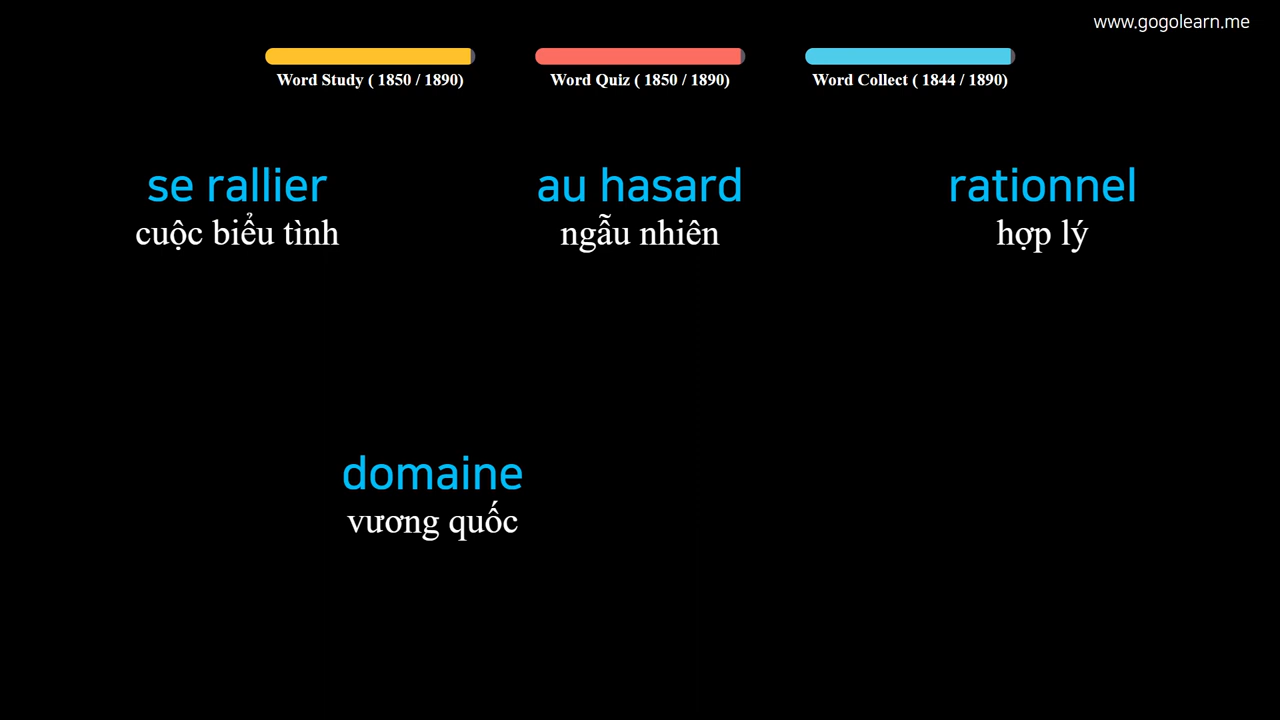 www.gogolearn.me
Word Study ( 1850 / 1890)
Word Quiz ( 1850 / 1890)
Word Collect ( 1844 / 1890)
se rallier
cuộc biểu tình
au hasard
ngẫu nhiên
rationnel
hợp lý
domaine
vương quốc